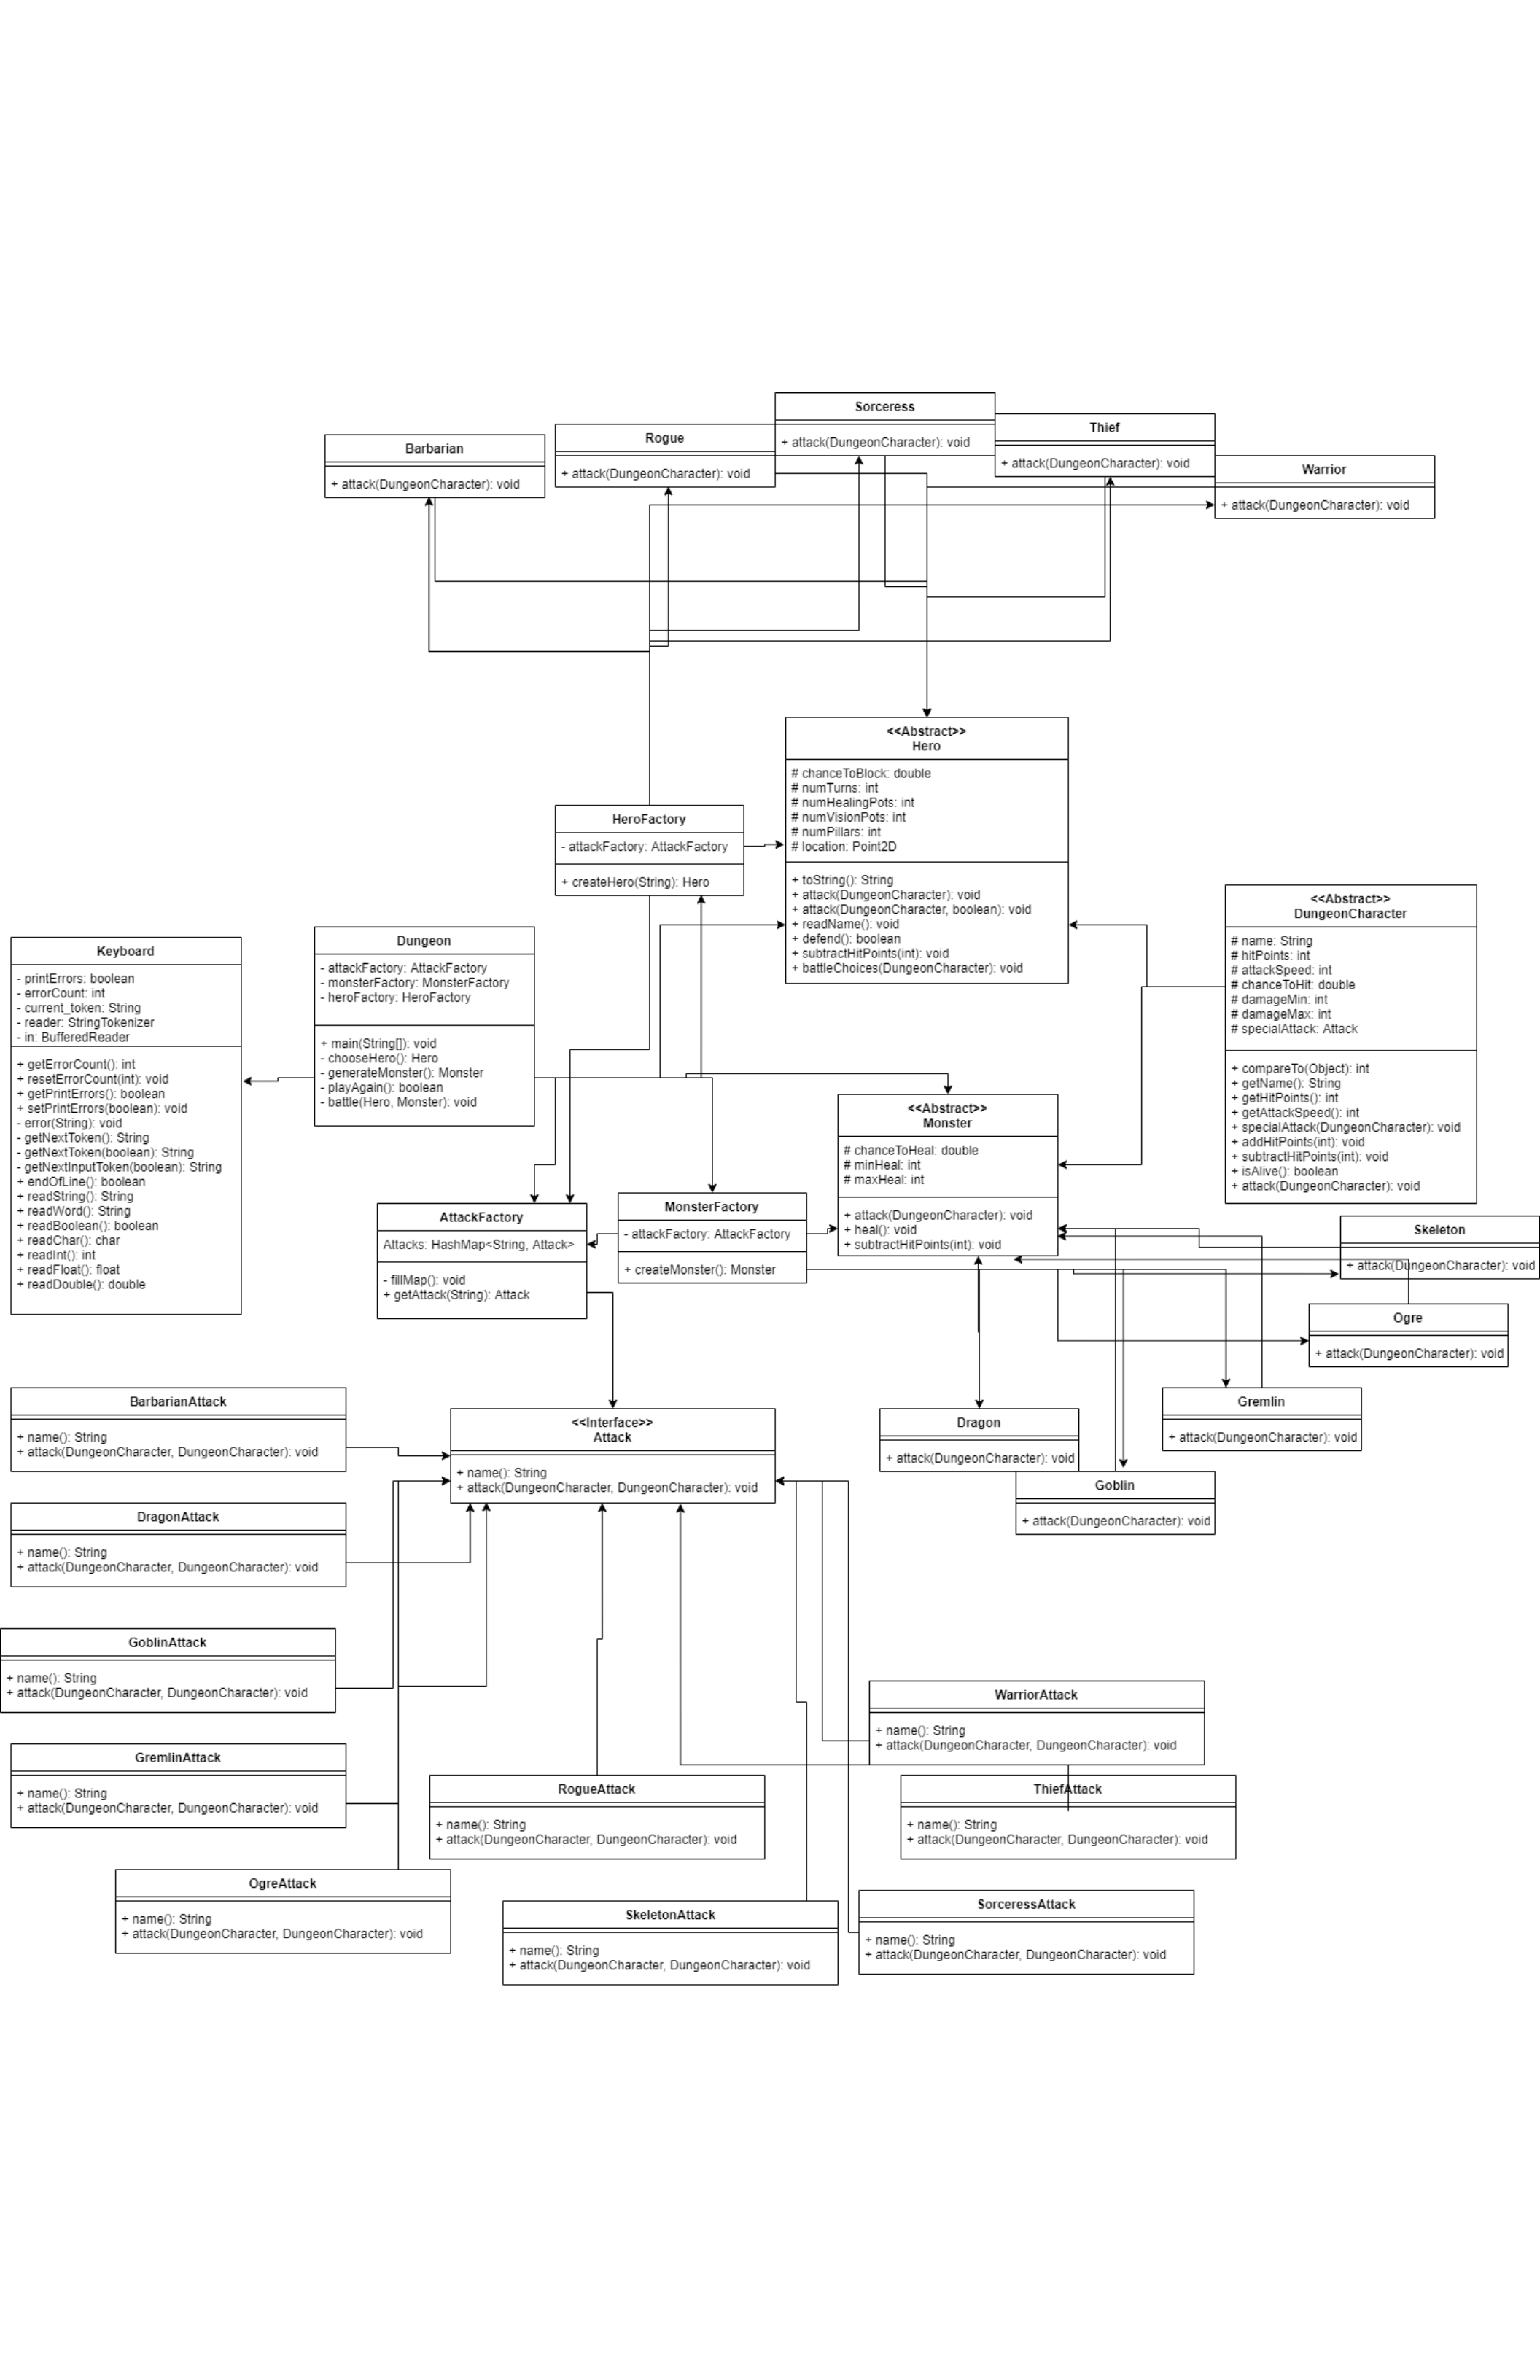 Sorceress
+ attack(DungeonCharacter): void
Thief
+ attack(DungeonCharacter): void
Rogue
+ attack(DungeonCharacter): void
Barbarian
+ attack(DungeonCharacter): void
Warrior
+ attack(DungeonCharacter): void
<<Abstract>>
Hero
# chanceToBlock: double
# numTurns: int
# numHealingPots: int
# numVisionPots: int
# numPillars: int
# location: Point2D
+ toString(): String
+ attack(DungeonCharacter): void
+ attack(DungeonCharacter, boolean): void
+ readName(): void
+ defend(): boolean
+ subtractHitPoints(int): void
+ battleChoices(DungeonCharacter): void
HeroFactory
- attackFactory: AttackFactory
+ createHero(String): Hero
<<Abstract>>
DungeonCharacter
# name: String
# hitPoints: int
# attackSpeed: int
# chanceToHit: double
# damageMin: int
# damageMax: int
# specialAttack: Attack
+ compareTo(Object): int
+ getName(): String
+ getHitPoints(): int
+ getAttackSpeed(): int
+ specialAttack(DungeonCharacter): void
+ addHitPoints(int): void
+ subtractHitPoints(int): void
+ isAlive(): boolean
+ attack(DungeonCharacter): void
Dungeon
- attackFactory: AttackFactory
- monsterFactory: MonsterFactory
- heroFactory: HeroFactory
+ main(String[]): void
- chooseHero(): Hero
- generateMonster(): Monster
- playAgain(): boolean
- battle(Hero, Monster): void
Keyboard
- printErrors: boolean
- errorCount: int
- current_token: String
- reader: StringTokenizer
- in: BufferedReader
+ getErrorCount(): int
+ resetErrorCount(int): void
+ getPrintErrors(): boolean
+ setPrintErrors(boolean): void
- error(String): void
- getNextToken(): String
- getNextToken(boolean): String
- getNextInputToken(boolean): String
+ endOfLine(): boolean
+ readString(): String
+ readWord(): String
+ readBoolean(): boolean
+ readChar(): char
+ readInt(): int
+ readFloat(): float
+ readDouble(): double
<<Abstract>>
Monster
# chanceToHeal: double
# minHeal: int
# maxHeal: int
+ attack(DungeonCharacter): void
+ heal(): void
+ subtractHitPoints(int): void
AttackFactory
Attacks: HashMap<String, Attack>
- fillMap(): void
+ getAttack(String): Attack
MonsterFactory
- attackFactory: AttackFactory
+ createMonster(): Monster
Skeleton
+ attack(DungeonCharacter): void
Ogre
+ attack(DungeonCharacter): void
Gremlin
+ attack(DungeonCharacter): void
Dragon
+ attack(DungeonCharacter): void
Goblin
+ attack(DungeonCharacter): void
BarbarianAttack
+ name(): String
+ attack(DungeonCharacter, DungeonCharacter): void
<<Interface>>
Attack
+ name(): String
+ attack(DungeonCharacter, DungeonCharacter): void
DragonAttack
+ name(): String
+ attack(DungeonCharacter, DungeonCharacter): void
GoblinAttack
+ name(): String
+ attack(DungeonCharacter, DungeonCharacter): void
WarriorAttack
+ name(): String
+ attack(DungeonCharacter, DungeonCharacter): void
GremlinAttack
+ name(): String
+ attack(DungeonCharacter, DungeonCharacter): void
RogueAttack
+ name(): String
+ attack(DungeonCharacter, DungeonCharacter): void
ThiefAttack
+ name(): String
+ attack(DungeonCharacter, DungeonCharacter): void
OgreAttack
+ name(): String
+ attack(DungeonCharacter, DungeonCharacter): void
SkeletonAttack
+ name(): String
+ attack(DungeonCharacter, DungeonCharacter): void
SorceressAttack
+ name(): String
+ attack(DungeonCharacter, DungeonCharacter): void